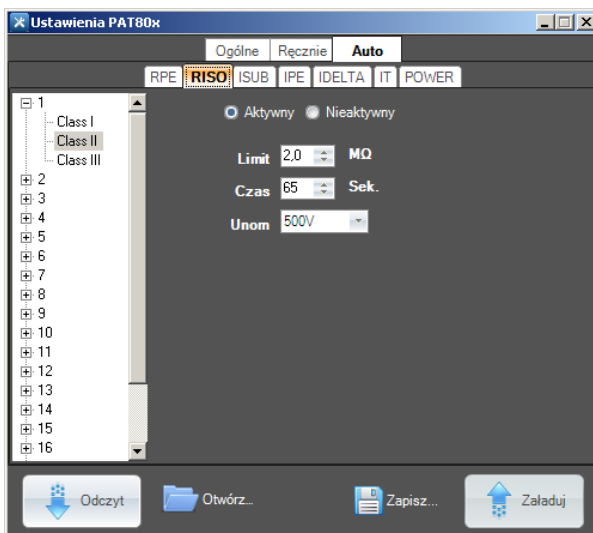 Ustawienia PAT80x
Ogólne Ręcznie Auto
RPE RISO ISUB IPE IDELTA IT POWER
1
Class I
Class II
Class III
2
3
4
5
6
7
8
9
10
11
12
13
14
15
16
Aktywny Nieaktywny
Limit 2,0 MΩ
Czas 65 Sek.
Unom 500V
Odczyt Otwórz... Zapisz... Załaduj